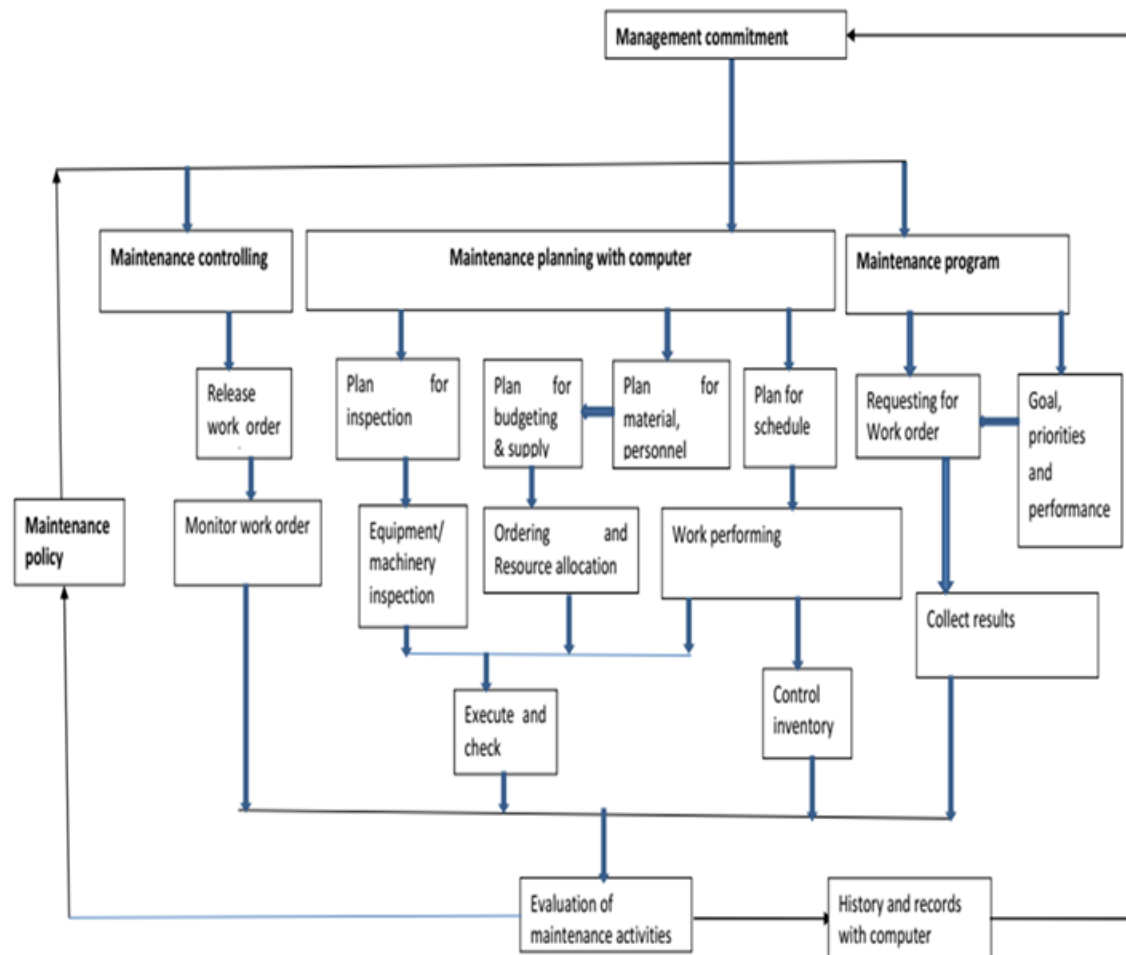 Management commitment
Maintenance controlling
Maintenance planning with computer
Maintenance program
Release
work order
Plan for
inspection
Plan for
budgeting
& supply
Plan for
material,
personnel
Plan for
schedule
Requesting for
Work order
Goal,
priorities
and
performance
Maintenance
policy
Monitor work order
Equipment/
machinery
inspection
Ordering and
Resource allocation
Work performing
Collect results
Execute and
check
Control
inventory
Evaluation of
maintenance activities
History and records
with computer